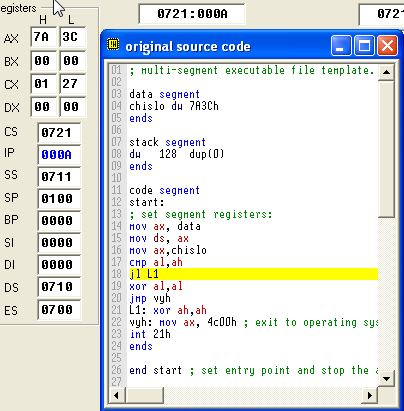 egisters
H L
0721:000A
072
AX 7A 3C
BX 00 00
CX 01 27
DX 00 00
CS 0721
IP 000A
SS 0711
SP 0100
BP 0000
SI 0000
DI 0000
DS 0710
ES 0700
original source code
01 ; multi-segment executable file template.
02
03 data segment
04 chislo dw 7A3Ch
05 ends
06
07 stack segment
08 dw 128 dup(0)
09 ends
10
11 code segment
12 start:
13 ; set segment registers:
14 mov ax, data
15 mov ds, ax
16 mov ax,chislo
17 cmp al,ah
18 jl L1
19 xor al,al
20 jmp vyh
21 L1: xor ah,ah
22 vyh: mov ax, 4c00h ; exit to operating sys
23 int 21h
24 ends
25
26 end start ; set entry point and stop the a
27